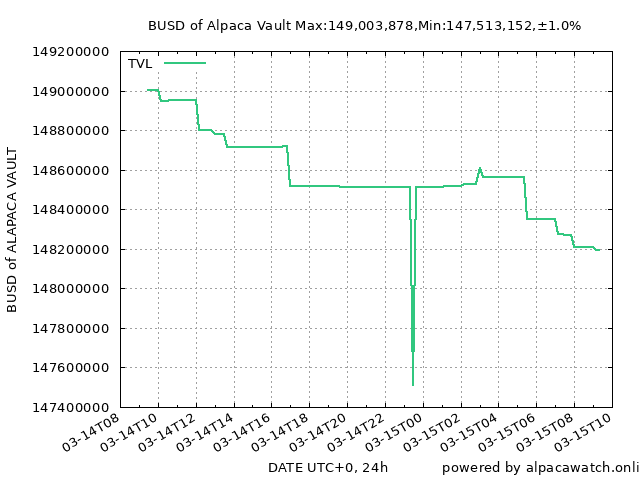 BUSD of Alpaca Vault Max:149,003,878,Min:147,513,152,±1.0%
TVL
149200000
149000000
148800000
148600000
148400000
148200000
148000000
147800000
147600000
147400000
BUSD of ALAPACA VAULT
03-14T08
03-14T10
03-14T12
03-14T14
03-14T16
03-14T18
03-14T20
03-14T22
03-15T00
03-15T02
03-15T04
03-15T06
03-15T08
03-15T10
DATE UTC+0, 24h
powered by alpacawatch.onli